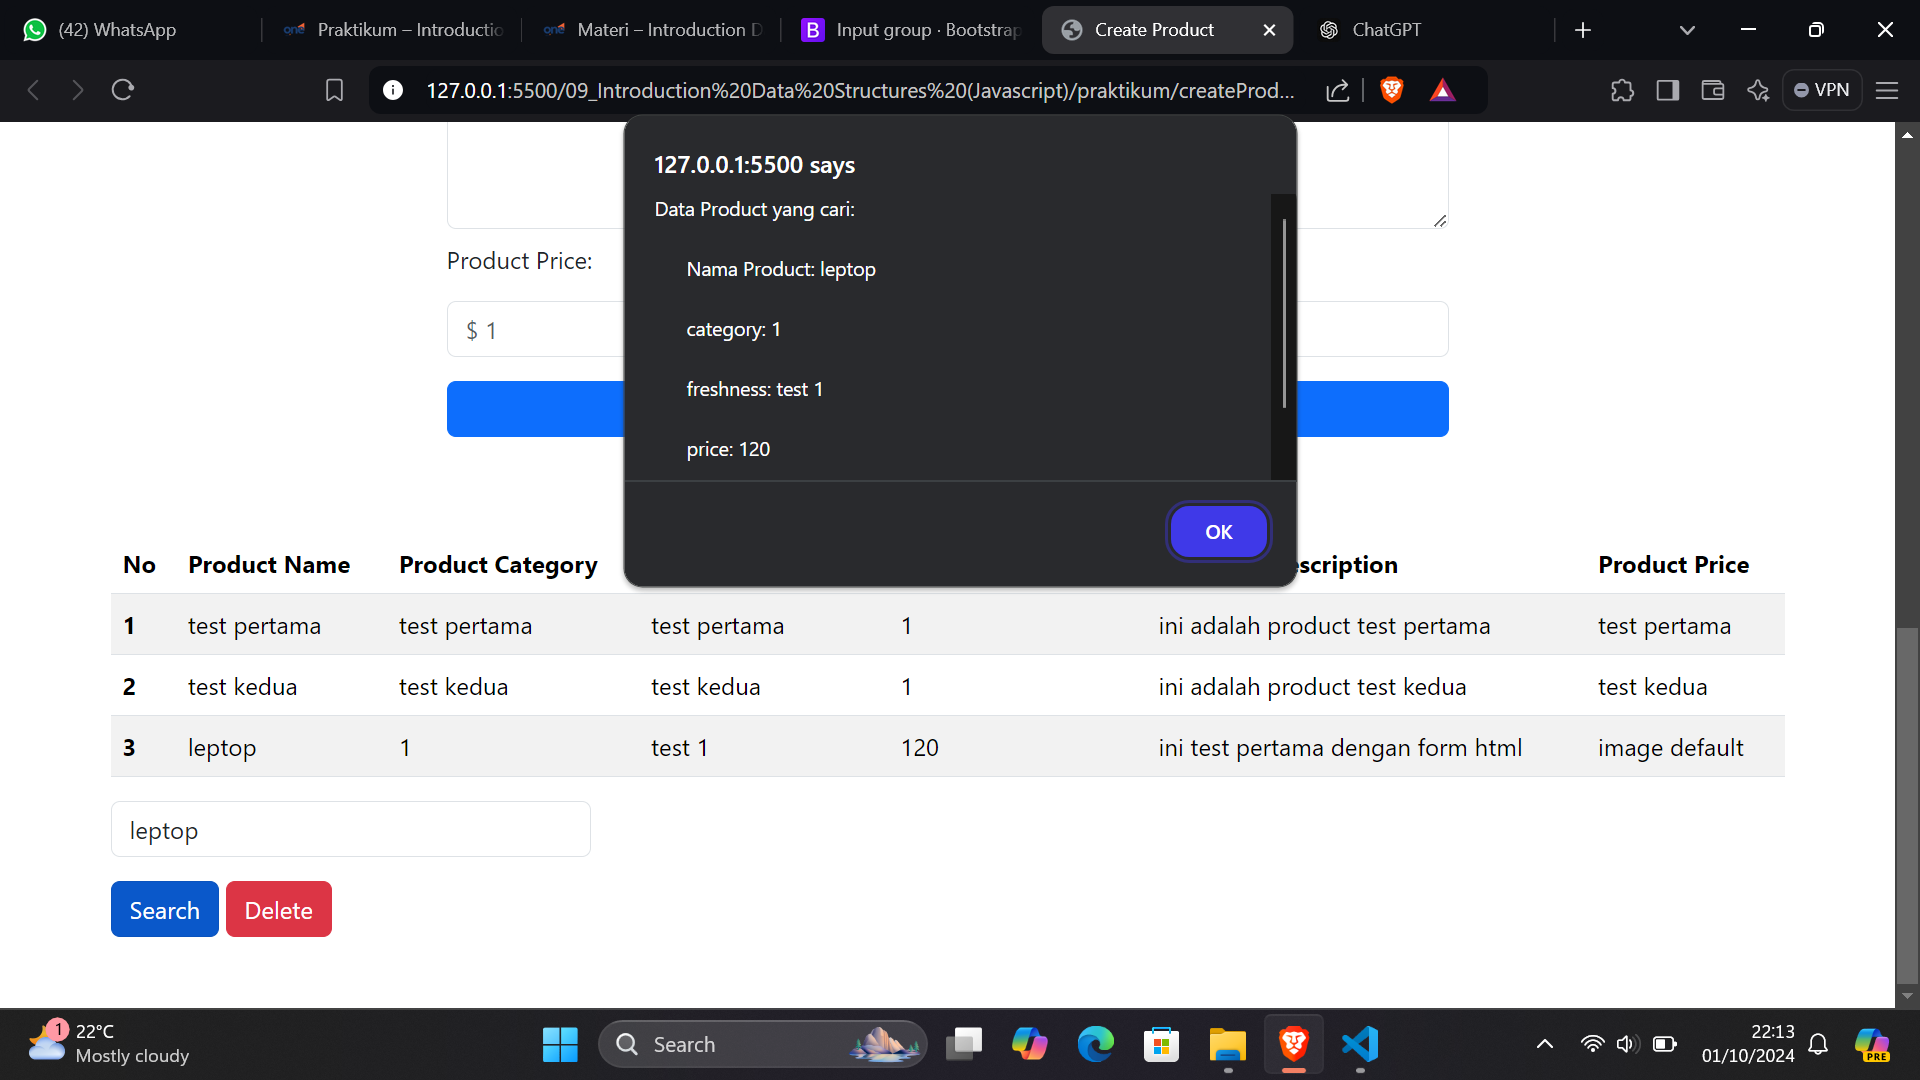 (42) WhatsApp
Praktikum – Introductio
Materi – Introduction D
B
Input group · Bootstrap
Create Product
ChatGPT
127.0.0.1:5500/09_Introduction%20Data%20Structures%20(Javascript)/praktikum/createProd...
VPN
127.0.0.1:5500 says
Data Product yang cari:
Nama Product: leptop
category: 1
freshness: test 1
price: 120
OK
Product Price:
$ 1
No Product Name Product Category escription Product Price
1 test pertama test pertama test pertama 1 ini adalah product test pertama test pertama
2 test kedua test kedua test kedua 1 ini adalah product test kedua test kedua
3 leptop 1 test 1 120 ini test pertama dengan form html image default
leptop
Search Delete
1
22°C
Mostly cloudy
Search
22:13
01/10/2024
PRE